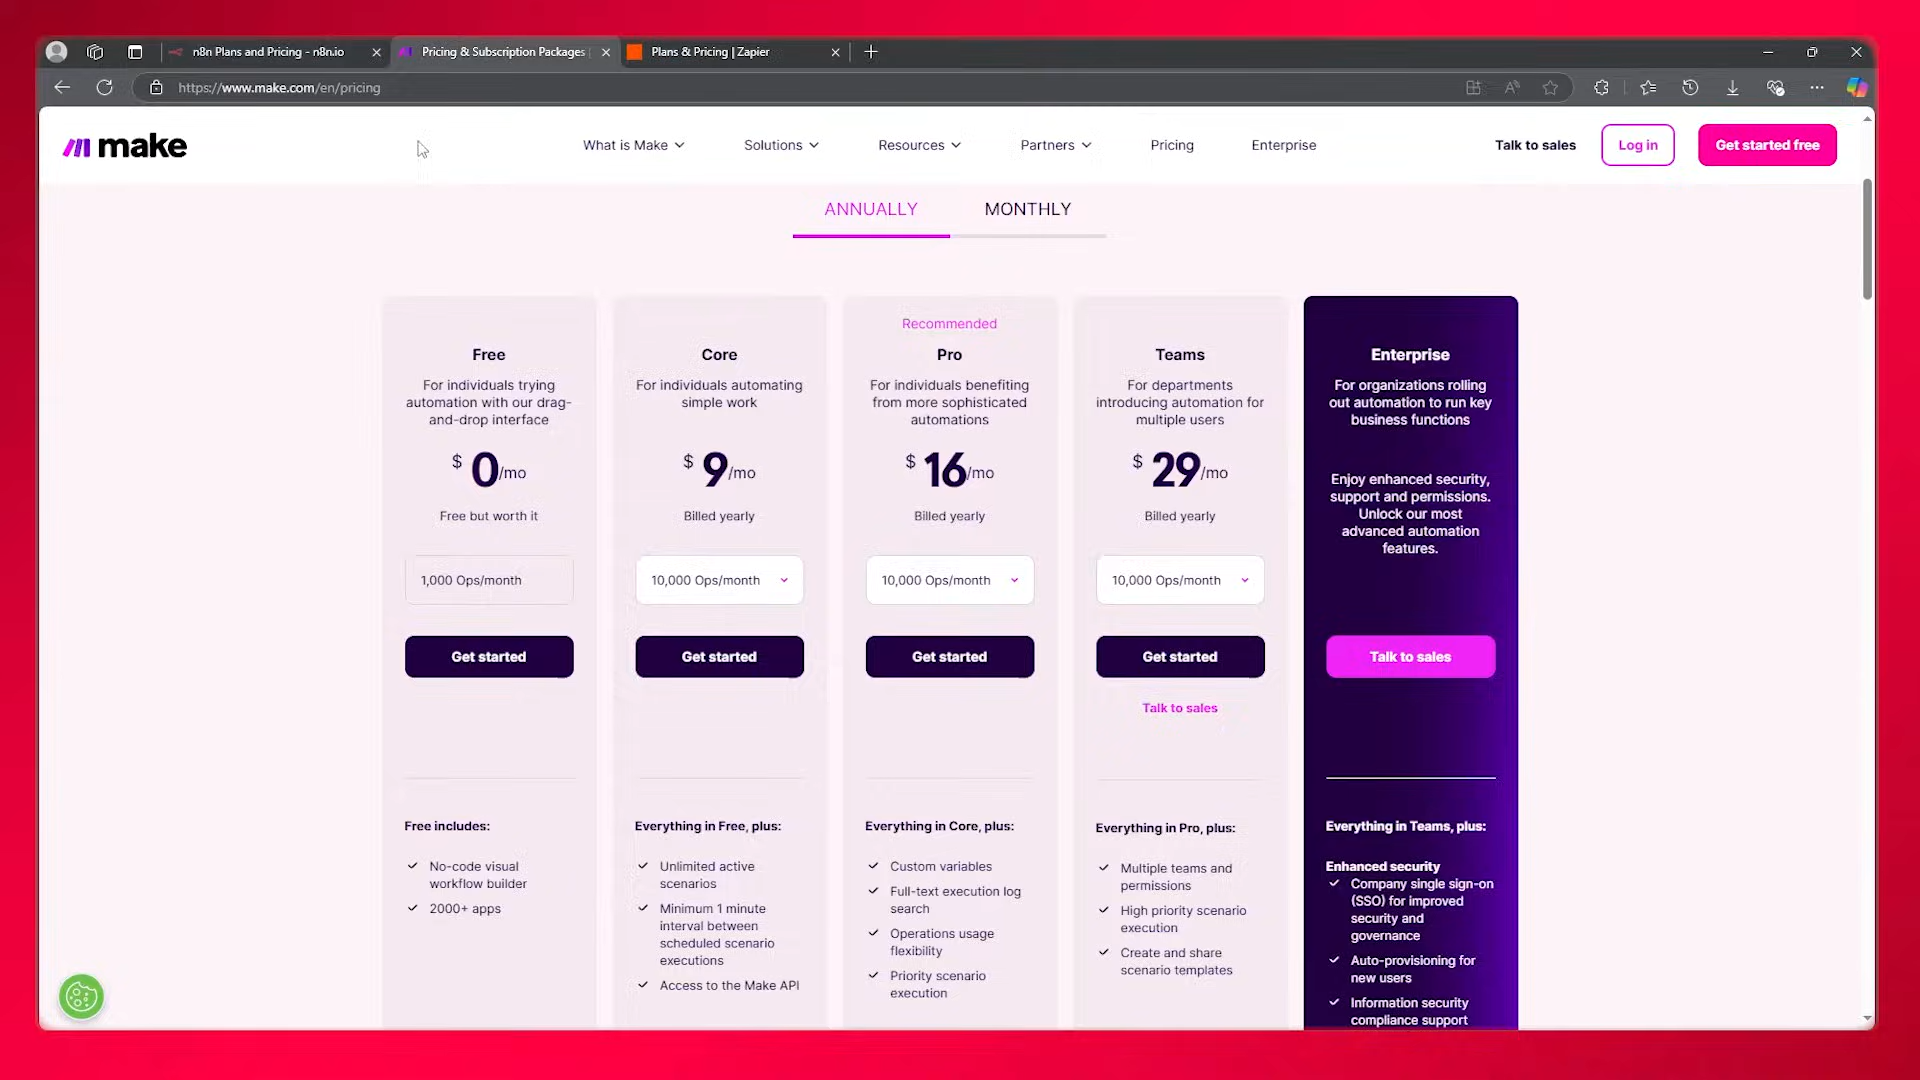 n8n Plans and Pricing - n8n.io
Pricing & Subscription Packages
Plans & Pricing | Zapier
https://www.make.com/en/pricing
make
What is Make
Solutions
Resources
Partners
Pricing
Enterprise
Talk to sales
Log in
Get started free
ANNUALLY
MONTHLY
Free
For individuals trying
automation with our drag-
and-drop interface
$ 0/mo
Free but worth it
1,000 Ops/month
Get started
Free includes:
No-code visual
workflow builder
2000+ apps
Core
For individuals automating
simple work
$ 9/mo
Billed yearly
10,000 Ops/month
Get started
Everything in Free, plus:
Unlimited active
scenarios
Minimum 1 minute
interval between
scheduled scenario
executions
Access to the Make API
Recommended
Pro
For individuals benefiting
from more sophisticated
automations
$ 16/mo
Billed yearly
10,000 Ops/month
Get started
Everything in Core, plus:
Custom variables
Full-text execution log
search
Operations usage
flexibility
Priority scenario
execution
Teams
For departments
introducing automation for
multiple users
$ 29/mo
Billed yearly
10,000 Ops/month
Get started
Talk to sales
Everything in Pro, plus:
Multiple teams and
permissions
High priority scenario
execution
Create and share
scenario templates
Enterprise
For organizations rolling
out automation to run key
business functions
Enjoy enhanced security,
support and permissions.
Unlock our most
advanced automation
features.
Talk to sales
Everything in Teams, plus:
Enhanced security
Company single sign-on
(SSO) for improved
security and
governance
Auto-provisioning for
new users
Information security
compliance support